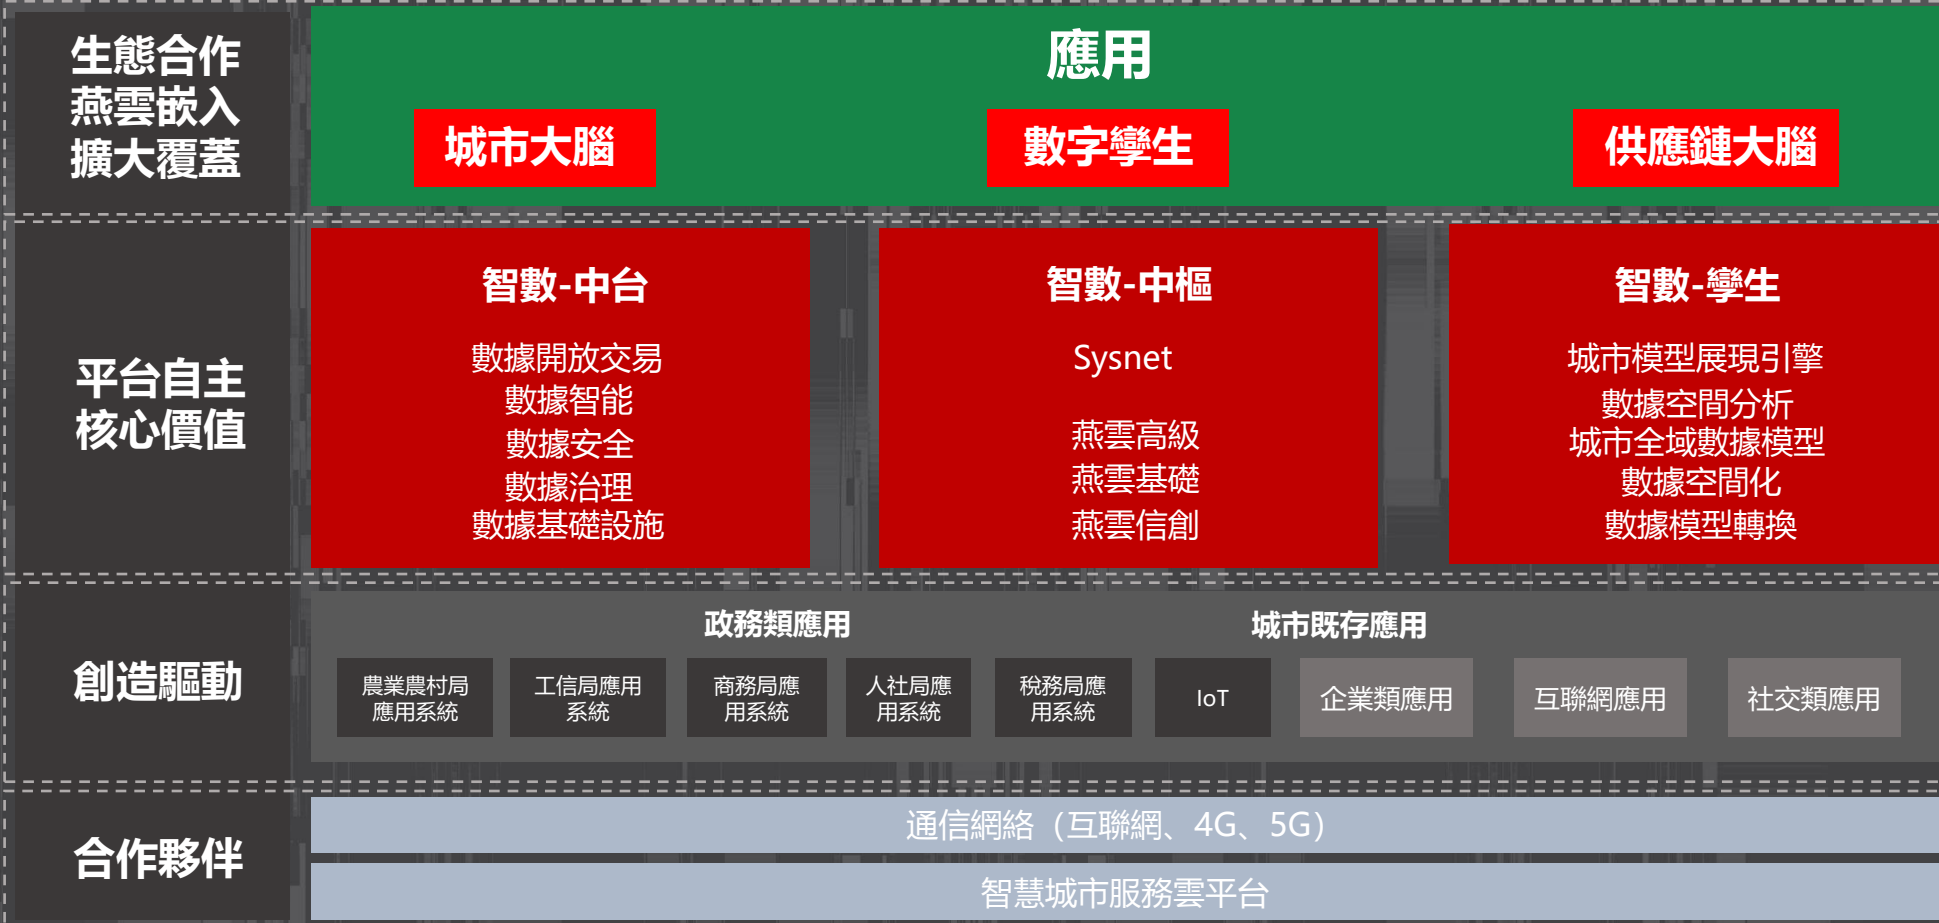 生態合作
燕雲嵌入
擴大覆蓋
應用
城市大腦
數字孿生
供應鏈大腦
平台自主
核心價值
智數-中台
數據開放交易
數據智能
數據安全
數據治理
數據基礎設施
智數-中樞
Sysnet
燕雲高級
燕雲基礎
燕雲信創
智數-孿生
城市模型展現引擎
數據空間分析
城市全域數據模型
數據空間化
數據模型轉換
創造驅動
政務類應用
城市既存應用
農業農村局
應用系統
工信局應用
系統
商務局應
用系統
人社局應
用系統
稅務局應
用系統
IoT
企業類應用
互聯網應用
社交類應用
合作夥伴
通信網絡（互聯網、4G、5G）
智慧城市服務雲平台